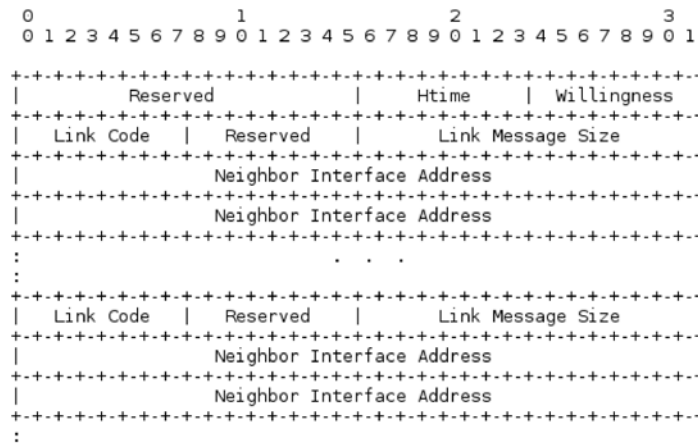 0 1 2 3
0 1 2 3 4 5 6 7 8 9 0 1 2 3 4 5 6 7 8 9 0 1 2 3 4 5 6 7 8 9 0 1
+-+-+-+-+-+-+-+-+-+-+-+-+-+-+-+-+-+-+-+-+-+-+-+-+-+-+-+-+-+-+-+-
| Reserved | Htime | Willingness
+-+-+-+-+-+-+-+-+-+-+-+-+-+-+-+-+-+-+-+-+-+-+-+-+-+-+-+-+-+-+-+-
| Link Code | Reserved | Link Message Size
+-+-+-+-+-+-+-+-+-+-+-+-+-+-+-+-+-+-+-+-+-+-+-+-+-+-+-+-+-+-+-+-
| Neighbor Interface Address
+-+-+-+-+-+-+-+-+-+-+-+-+-+-+-+-+-+-+-+-+-+-+-+-+-+-+-+-+-+-+-+-
| Neighbor Interface Address
+-+-+-+-+-+-+-+-+-+-+-+-+-+-+-+-+-+-+-+-+-+-+-+-+-+-+-+-+-+-+-+-
: . . .
:
+-+-+-+-+-+-+-+-+-+-+-+-+-+-+-+-+-+-+-+-+-+-+-+-+-+-+-+-+-+-+-+-
| Link Code | Reserved | Link Message Size
+-+-+-+-+-+-+-+-+-+-+-+-+-+-+-+-+-+-+-+-+-+-+-+-+-+-+-+-+-+-+-+-
| Neighbor Interface Address
+-+-+-+-+-+-+-+-+-+-+-+-+-+-+-+-+-+-+-+-+-+-+-+-+-+-+-+-+-+-+-+-
| Neighbor Interface Address
+-+-+-+-+-+-+-+-+-+-+-+-+-+-+-+-+-+-+-+-+-+-+-+-+-+-+-+-+-+-+-+-
: